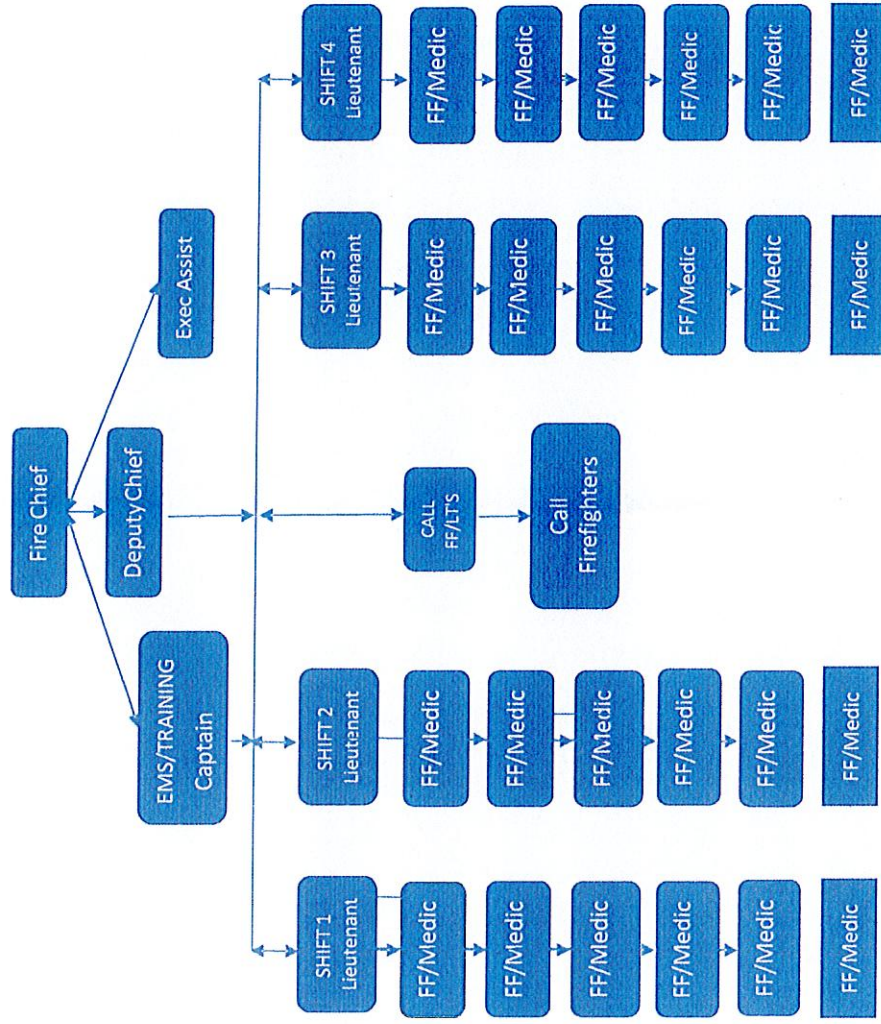 Fire Chief
Deputy Chief
EMS/TRAINING
Captain
Exec Assist
SHIFT 1
Lieutenant
FF/Medic
FF/Medic
FF/Medic
FF/Medic
FF/Medic
FF/Medic
SHIFT 2
Lieutenant
FF/Medic
FF/Medic
FF/Medic
FF/Medic
FF/Medic
FF/Medic
CALL
FF/LT'S
Call
Firefighters
SHIFT 3
Lieutenant
FF/Medic
FF/Medic
FF/Medic
FF/Medic
FF/Medic
FF/Medic
SHIFT 4
Lieutenant
FF/Medic
FF/Medic
FF/Medic
FF/Medic
FF/Medic
FF/Medic